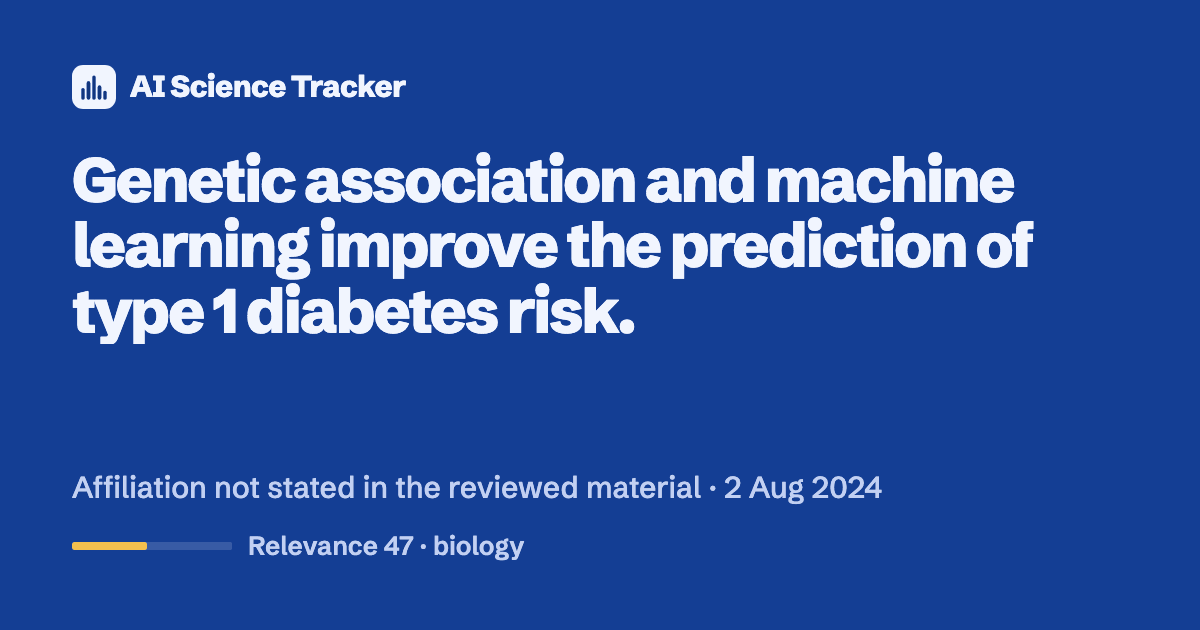 AI Science Tracker
Genetic association and machine
learning improve the prediction of
type 1 diabetes risk.
Affiliation not stated in the reviewed material · 2 Aug 2024
Relevance 47 · biology